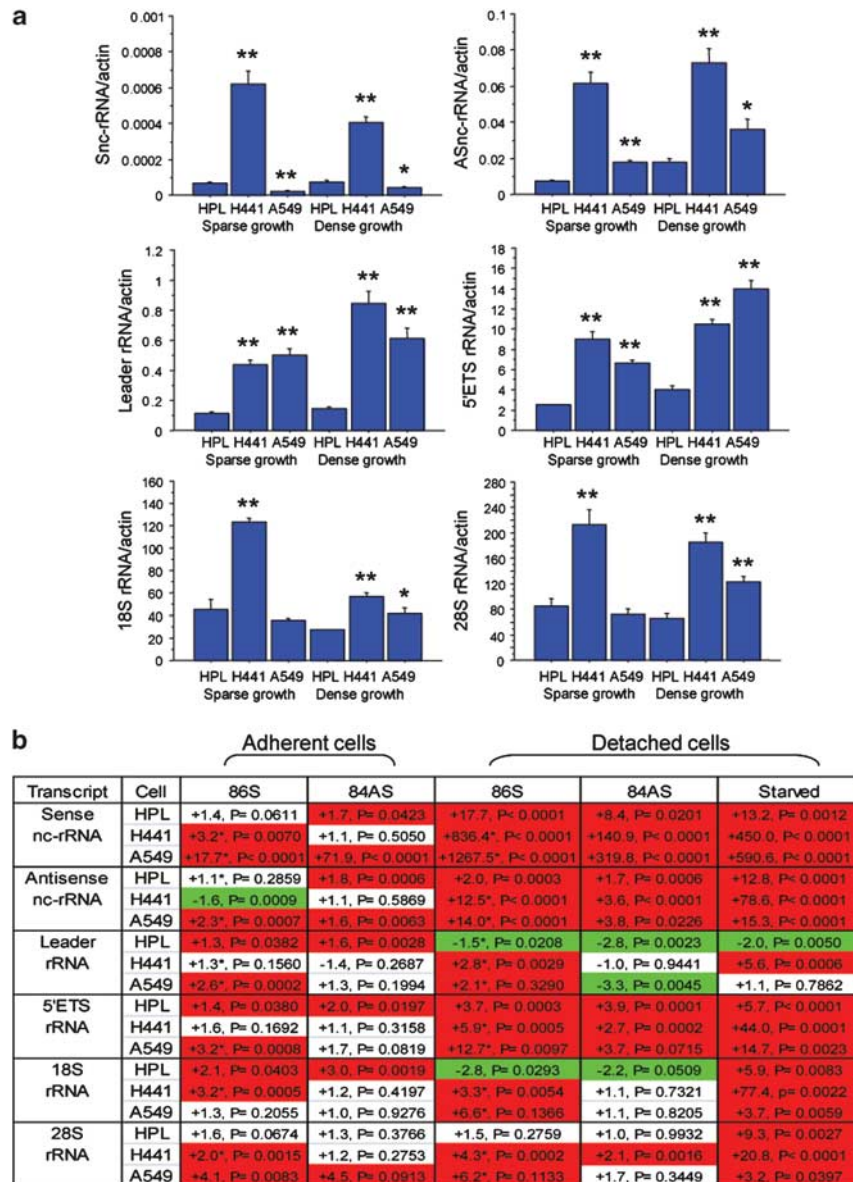 a
Snc-rRNA/actin
0.001
0.0008
0.0006
0.0004
0.0002
0
**
**
**
*
HPL H441 A549 HPL H441 A549
Sparse growth Dense growth
ASnc-rRNA/actin
0.1
0.08
0.06
0.04
0.02
0
**
**
**
*
HPL H441 A549 HPL H441 A549
Sparse growth Dense growth
Leader rRNA/actin
1.2
1
0.8
0.6
0.4
0.2
0
**
**
**
**
HPL H441 A549 HPL H441 A549
Sparse growth Dense growth
5'ETS rRNA/actin
18
16
14
12
10
8
6
4
2
0
**
**
**
**
HPL H441 A549 HPL H441 A549
Sparse growth Dense growth
18S rRNA/actin
160
140
120
100
80
60
40
20
0
**
**
*
HPL H441 A549 HPL H441 A549
Sparse growth Dense growth
28S rRNA/actin
280
240
200
160
120
80
40
0
**
**
**
HPL H441 A549 HPL H441 A549
Sparse growth Dense growth
b
Adherent cells Detached cells
Transcript Cell 86S 84AS 86S 84AS Starved
Sense nc-rRNA HPL +1.4, P= 0.0611 +1.7, P= 0.0423 +17.7, P< 0.0001 +8.4, P= 0.0201 +13.2, P= 0.0012
H441 +3.2*, P= 0.0070 +1.1, P= 0.5050 +836.4*, P< 0.0001 +140.9, P< 0.0001 +450.0, P< 0.0001
A549 +17.7*, P< 0.0001 +71.9, P< 0.0001 +1267.5*, P< 0.0001 +319.8, P< 0.0001 +590.6, P< 0.0001
Antisense nc-rRNA HPL +1.1*, P= 0.2859 +1.8, P= 0.0006 +2.0, P= 0.0003 +1.7, P= 0.0006 +12.8, P< 0.0001
H441 -1.6, P= 0.0009 +1.1, P= 0.5869 +12.5*, P< 0.0001 +3.6, P< 0.0001 +78.6, P< 0.0001
A549 +2.3*, P= 0.0007 +1.6, P= 0.0063 +14.0*, P< 0.0001 +3.8, P= 0.0226 +15.3, P< 0.0001
Leader rRNA HPL +1.3, P= 0.0382 +1.6, P= 0.0028 -1.5*, P= 0.0208 -2.8, P= 0.0023 -2.0, P= 0.0050
H441 +1.3*, P= 0.1560 -1.4, P= 0.2687 +2.8*, P= 0.0029 -1.0, P= 0.9441 +5.6, P= 0.0006
A549 +2.6*, P= 0.0002 +1.3, P= 0.1994 +2.1*, P= 0.3290 -3.3, P= 0.0045 +1.1, P= 0.7862
5'ETS rRNA HPL +1.4, P= 0.0380 +2.0, P= 0.0197 +3.7, P= 0.0003 +3.9, P= 0.0001 +5.7, P< 0.0001
H441 +1.6, P= 0.1692 +1.1, P= 0.3158 +5.9*, P= 0.0005 +2.7, P= 0.0002 +44.0, P= 0.0001
A549 +3.2*, P= 0.0008 +1.7, P= 0.0819 +12.7*, P= 0.0097 +3.7, P= 0.0715 +14.7, P= 0.0023
18S rRNA HPL +2.1, P= 0.0403 +3.0, P= 0.0019 -2.8, P= 0.0293 -2.2, P= 0.0509 +5.9, P= 0.0083
H441 +3.2*, P= 0.0005 +1.2, P= 0.4197 +3.3*, P= 0.0054 +1.1, P= 0.7321 +77.4, p= 0.0022
A549 +1.3, P= 0.2055 +1.0, P= 0.9276 +6.6*, P= 0.1366 +1.1, P= 0.8205 +3.7, P= 0.0059
28S rRNA HPL +1.6, P= 0.0674 +1.3, P= 0.3766 +1.5, P= 0.2759 +1.0, P= 0.9932 +9.3, P= 0.0027
H441 +2.0*, P= 0.0015 +1.2, P= 0.2753 +4.3*, P= 0.0002 +2.1, P= 0.0016 +20.8, P< 0.0001
A549 +4.1, P= 0.0083 +4.5, P= 0.0913 +6.2*, P= 0.1133 +1.7, P= 0.3449 +3.2, P= 0.0397